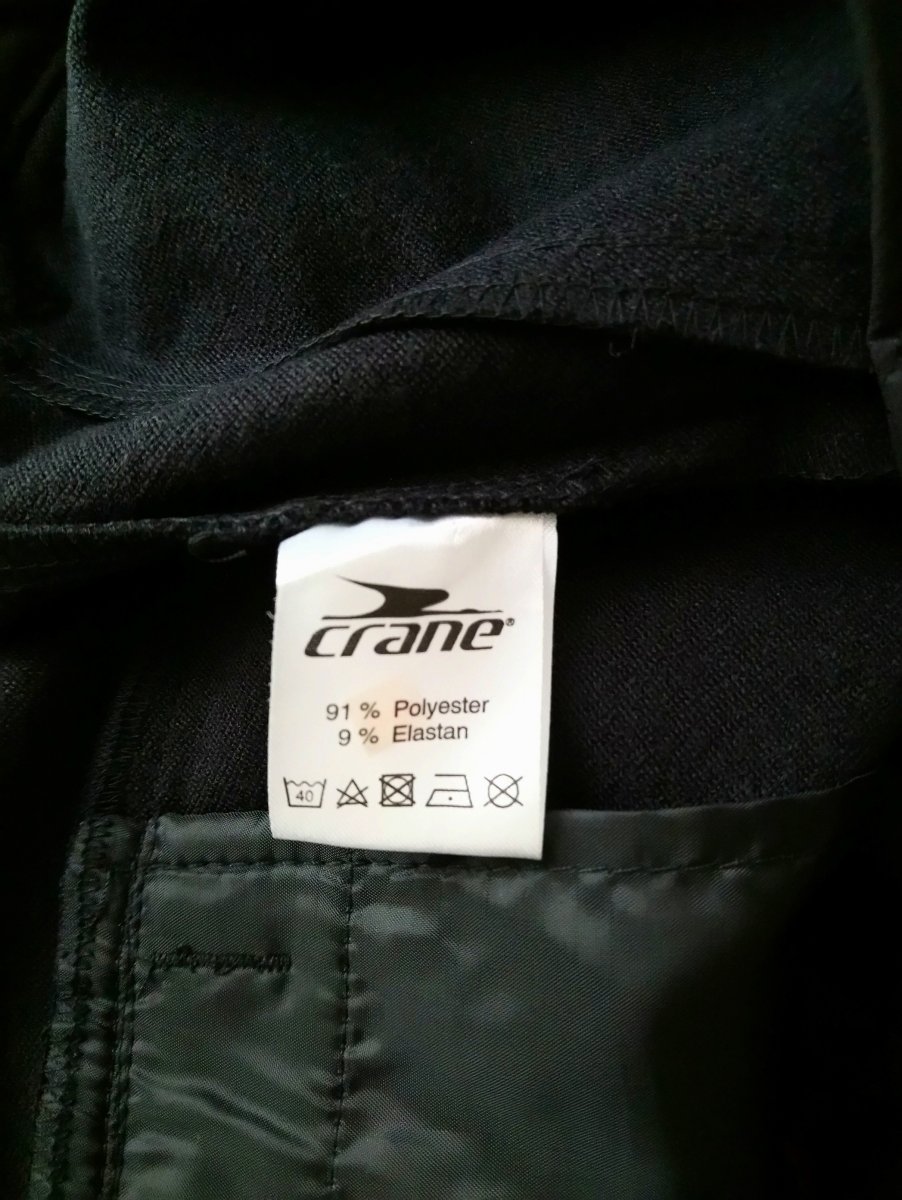 crane®
91 % Polyester
9 % Elastan
40